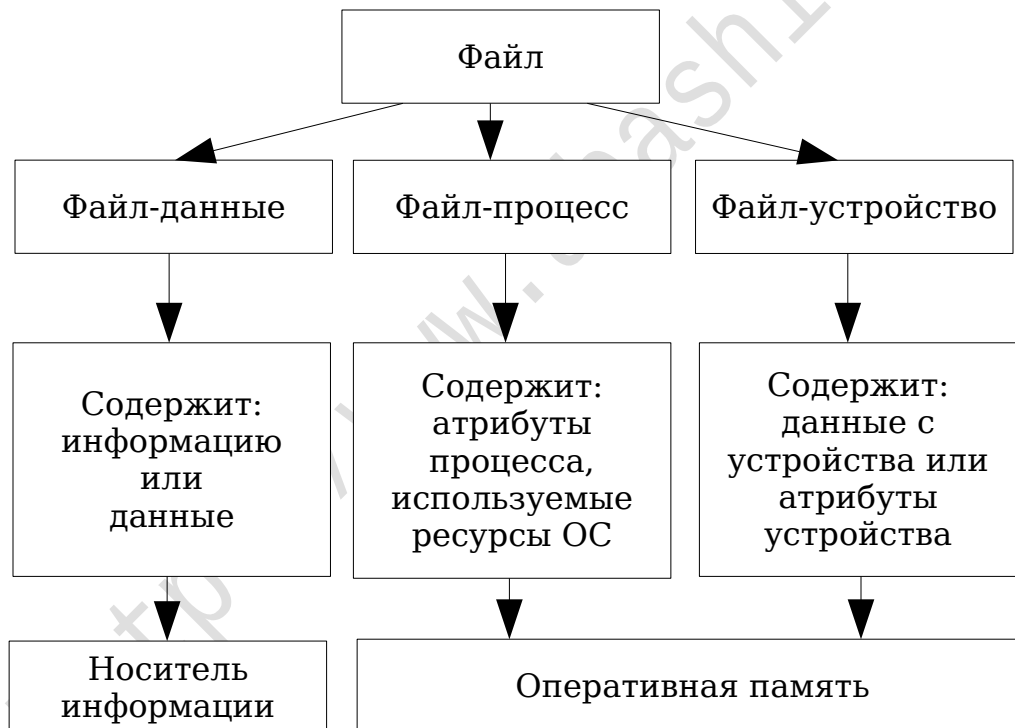 Файл
Файл-данные
Файл-процесс
Файл-устройство
Содержит:
информацию
или
данные
Содержит:
атрибуты
процесса,
используемые
ресурсы ОС
Содержит:
данные с
устройства или
атрибуты
устройства
Носитель
информации
Оперативная память